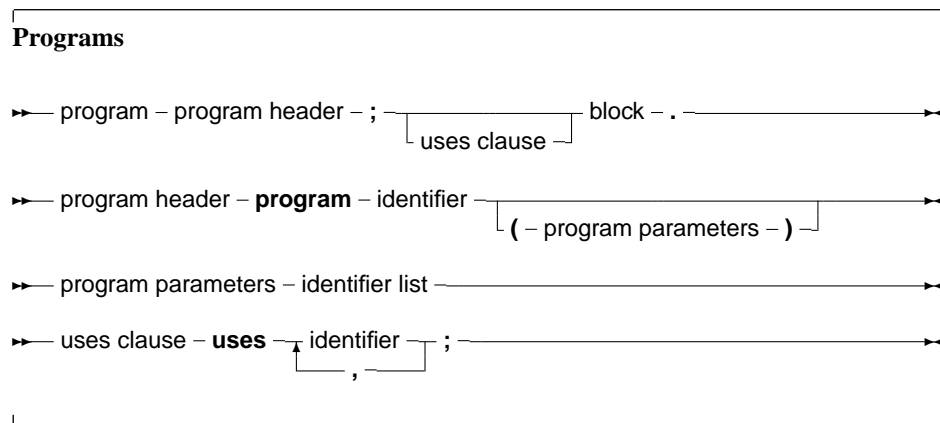 Programs
program – program header – ; – block – .
uses clause
program header – program – identifier
( – program parameters – )
program parameters – identifier list
uses clause – uses – identifier – ;
,